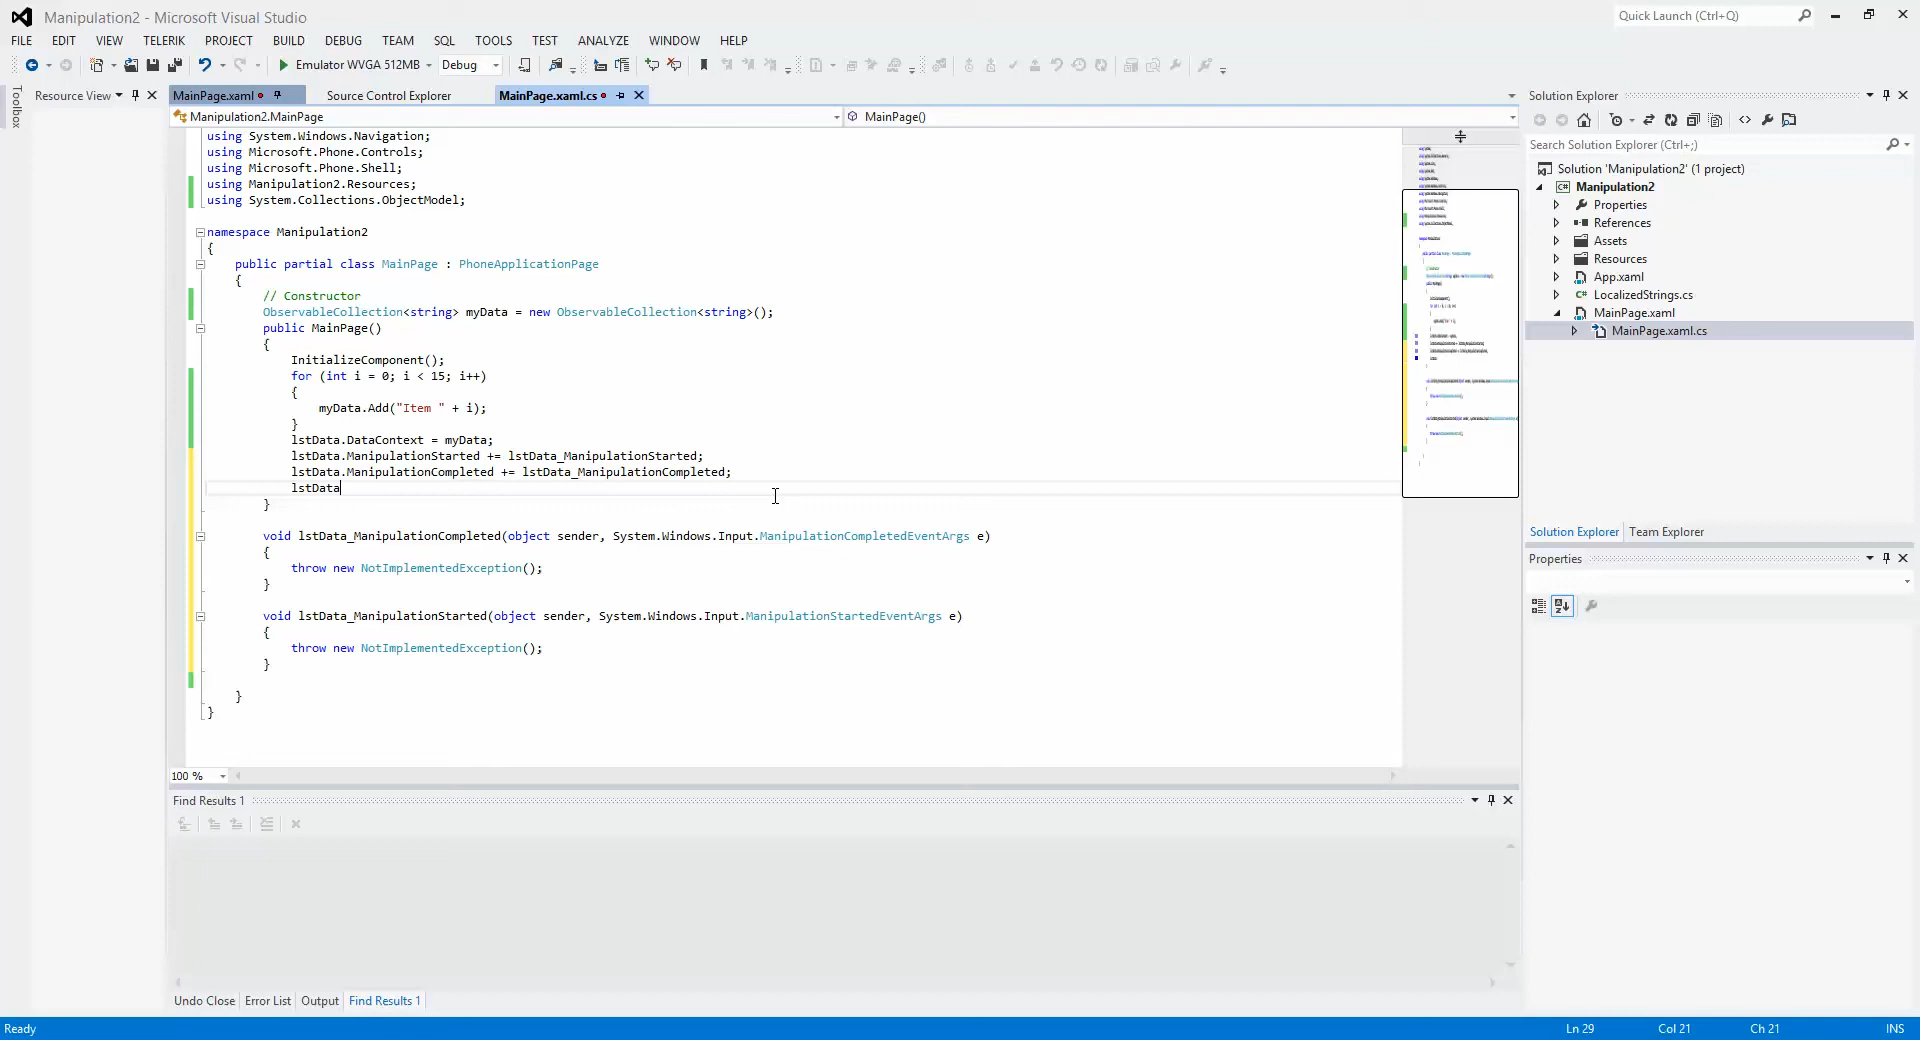 Manipulation2 - Microsoft Visual Studio
Quick Launch (Ctrl+Q)
FILE EDIT VIEW TELERIK PROJECT BUILD DEBUG TEAM SQL TOOLS TEST ANALYZE WINDOW HELP
Emulator WVGA 512MB Debug
Toolbox
Resource View
MainPage.xaml Source Control Explorer MainPage.xaml.cs
Manipulation2.MainPage MainPage()
using System.Windows.Navigation;
using Microsoft.Phone.Controls;
using Microsoft.Phone.Shell;
using Manipulation2.Resources;
using System.Collections.ObjectModel;
namespace Manipulation2
{
public partial class MainPage : PhoneApplicationPage
{
// Constructor
ObservableCollection<string> myData = new ObservableCollection<string>();
public MainPage()
{
InitializeComponent();
for (int i = 0; i < 15; i++)
{
myData.Add("Item " + i);
}
lstData.DataContext = myData;
lstData.ManipulationStarted += lstData_ManipulationStarted;
lstData.ManipulationCompleted += lstData_ManipulationCompleted;
lstData
}
void lstData_ManipulationCompleted(object sender, System.Windows.Input.ManipulationCompletedEventArgs e)
{
throw new NotImplementedException();
}
void lstData_ManipulationStarted(object sender, System.Windows.Input.ManipulationStartedEventArgs e)
{
throw new NotImplementedException();
}
}
}
100 %
Find Results 1
Undo Close Error List Output Find Results 1
Solution Explorer
Search Solution Explorer (Ctrl+;)
Solution 'Manipulation2' (1 project)
Manipulation2
Properties
References
Assets
Resources
App.xaml
LocalizedStrings.cs
MainPage.xaml
MainPage.xaml.cs
Solution Explorer Team Explorer
Properties
Ready Ln 29 Col 21 Ch 21 INS